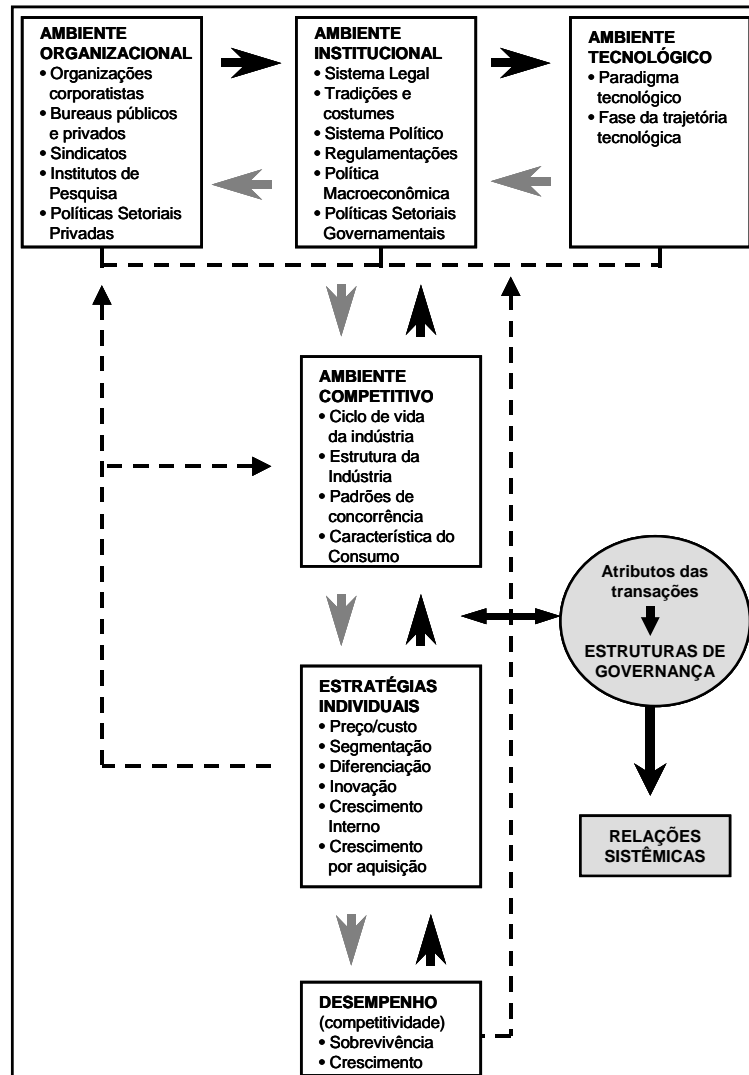 AMBIENTE
ORGANIZACIONAL
• Organizações
corporatistas
• Bureaus públicos
e privados
• Sindicatos
• Institutos de
Pesquisa
• Políticas Setoriais
Privadas
AMBIENTE
INSTITUCIONAL
• Sistema Legal
• Tradições e
costumes
• Sistema Político
• Regulamentações
• Política
Macroeconômica
• Políticas Setoriais
Governamentais
AMBIENTE
TECNOLÓGICO
• Paradigma
tecnológico
• Fase da trajetória
tecnológica
AMBIENTE
COMPETITIVO
• Ciclo de vida
da indústria
• Estrutura da
Indústria
• Padrões de
concorrência
• Característica do
Consumo
Atributos das
transações
ESTRUTURAS DE
GOVERNANÇA
ESTRATÉGIAS
INDIVIDUAIS
• Preço/custo
• Segmentação
• Diferenciação
• Inovação
• Crescimento
Interno
• Crescimento
por aquisição
RELAÇÕES
SISTÊMICAS
DESEMPENHO
(competitividade)
• Sobrevivência
• Crescimento